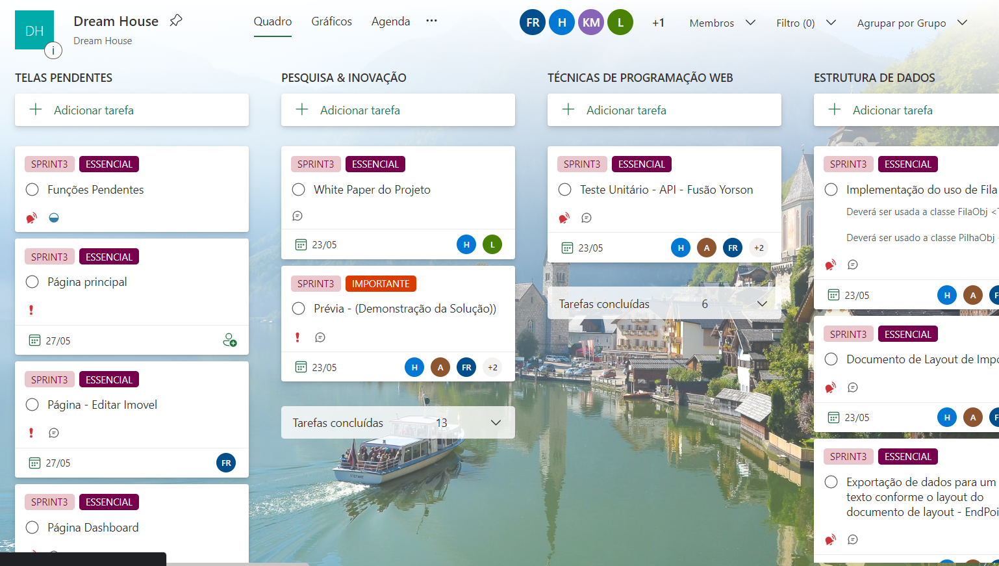 DH
Dream House
Dream House
i
Quadro
Gráficos
Agenda
FR
H
KM
L
+1
Membros
Filtro (0)
Agrupar por Grupo
TELAS PENDENTES
Adicionar tarefa
SPRINT3 ESSENCIAL
Funções Pendentes
SPRINT3 ESSENCIAL
Página principal
27/05
SPRINT3 ESSENCIAL
Página - Editar Imovel
27/05
FR
SPRINT3 ESSENCIAL
Página Dashboard
PESQUISA & INOVAÇÃO
Adicionar tarefa
SPRINT3 ESSENCIAL
White Paper do Projeto
23/05
H L
SPRINT3 IMPORTANTE
Prévia - (Demonstração da Solução))
23/05
H A FR +2
Tarefas concluídas 13
TÉCNICAS DE PROGRAMAÇÃO WEB
Adicionar tarefa
SPRINT3 ESSENCIAL
Teste Unitário - API - Fusão Yorson
23/05
H A FR +2
Tarefas concluídas 6
ESTRUTURA DE DADOS
Adicionar tarefa
SPRINT3 ESSENCIAL
Implementação do uso de Fila
Deverá ser usada a classe FilaObj <
Deverá ser usado a classe PilhaObj
23/05
H A
SPRINT3 ESSENCIAL
Documento de Layout de
23/05
H A
SPRINT3 ESSENCIAL
Exportação de dados para um
texto conforme o layout do
documento de layout -